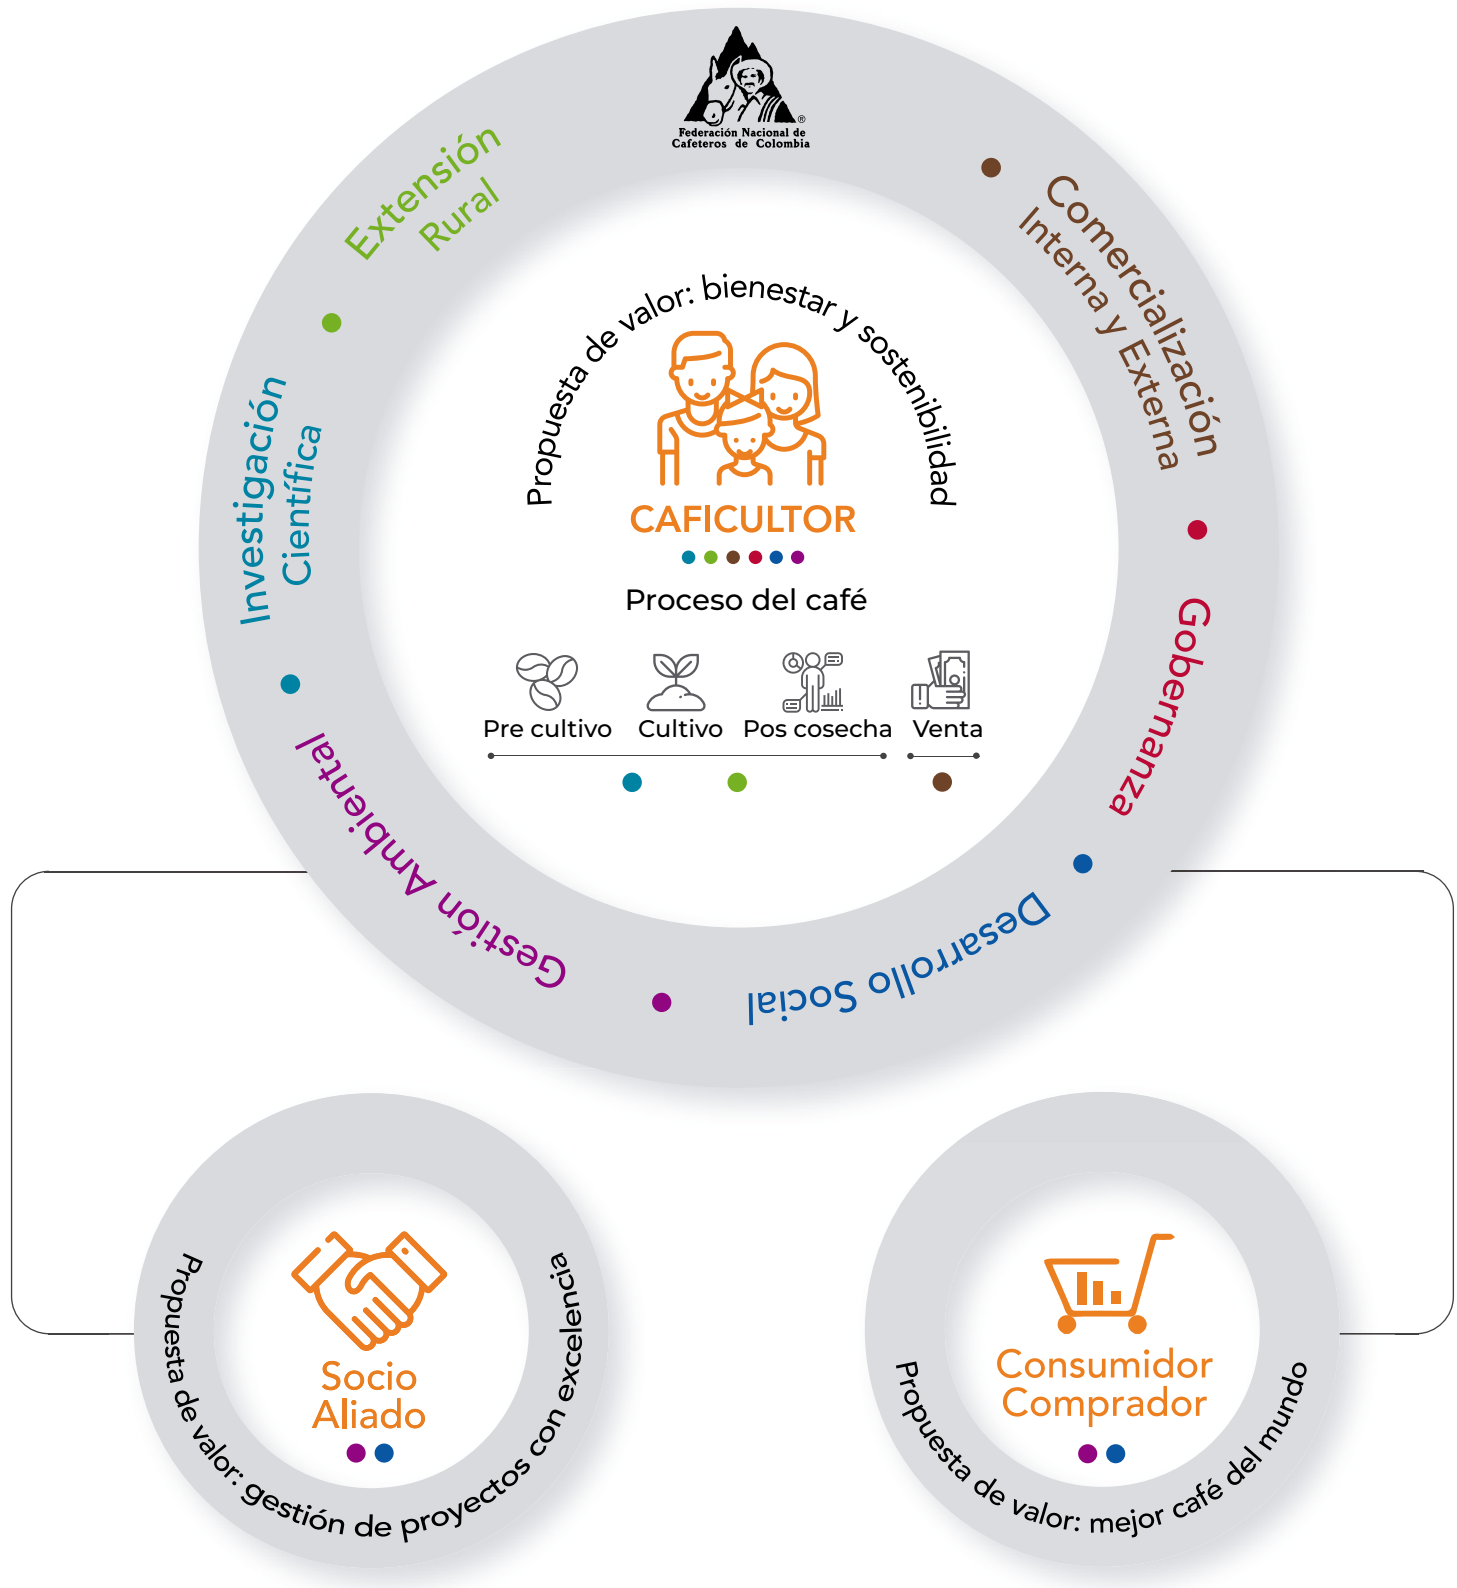 Federación Nacional de
Cafeteros de Colombia
®
Extensión
Rural
Comercialización
Interna y Externa
Investigación
Científica
Gobernanza
Gestión Ambiental
Desarrollo Social
Propuesta de valor: bienestar y sostenibilidad
CAFICULTOR
Proceso del café
Pre cultivo
Cultivo
Pos cosecha
Venta
Socio
Aliado
Propuesta de valor: gestión de proyectos con excelencia
Consumidor
Comprador
Propuesta de valor: mejor café del mundo